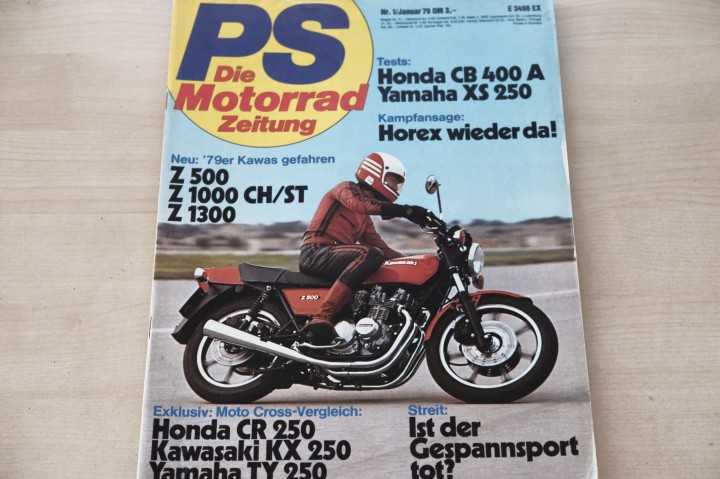 Nr. 1/Januar 79 DM 3,–
E 3496 EX
PS
Die
Motorrad
Zeitung
Tests:
Honda CB 400 A
Yamaha XS 250
Kampfansage:
Horex wieder da!
Neu: '79er Kawas gefahren
Z 500
Z 1000 CH/ST
Z 1300
Kawasaki
Z 500
Exklusiv: Moto Cross-Vergleich:
Honda CR 250
Kawasaki KX 250
Yamaha TY 250
Streit:
Ist der
Gespannsport
tot?